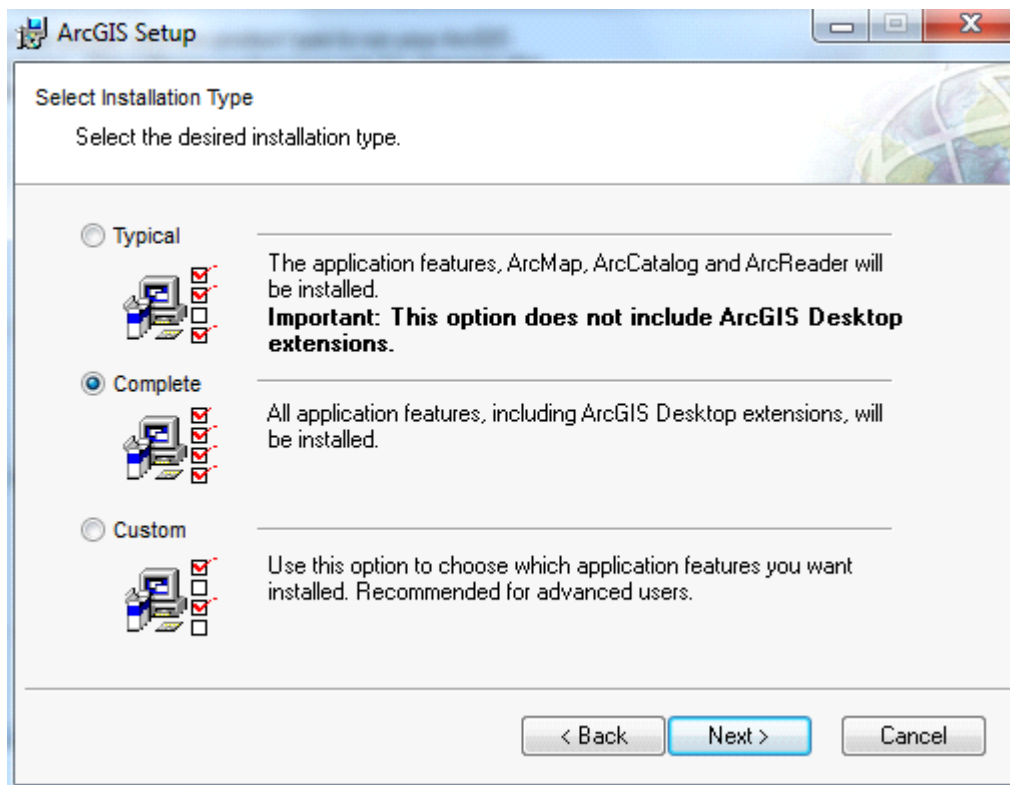 ArcGIS Setup
Select Installation Type
Select the desired installation type.
Typical
The application features, ArcMap, ArcCatalog and ArcReader will
be installed.
Important: This option does not include ArcGIS Desktop
extensions.
Complete
All application features, including ArcGIS Desktop extensions, will
be installed.
Custom
Use this option to choose which application features you want
installed. Recommended for advanced users.
< Back
Next >
Cancel